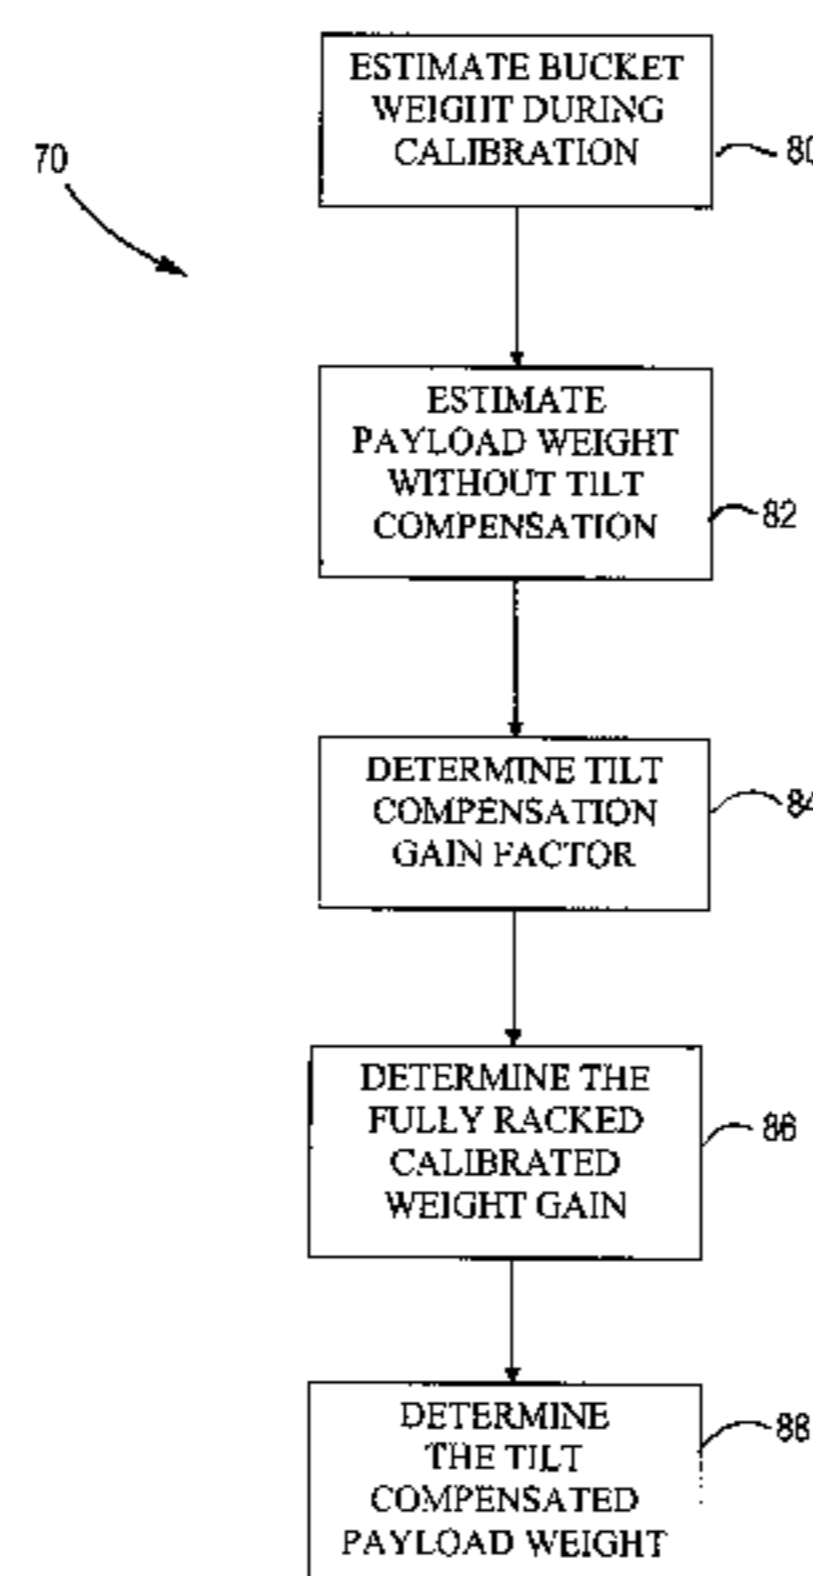 ESTIMATE BUCKET
WEIGHT DURING
CALIBRATION
80
70
ESTIMATE
PAYLOAD WEIGHT
WITHOUT TILT
COMPENSATION
82
DETERMINE TILT
COMPENSATION
GAIN FACTOR
84
DETERMINE THE
FULLY RACKED
CALIBRATED
WEIGHT GAIN
86
DETERMINE
THE TILT
COMPENSATED
PAYLOAD WEIGHT
88